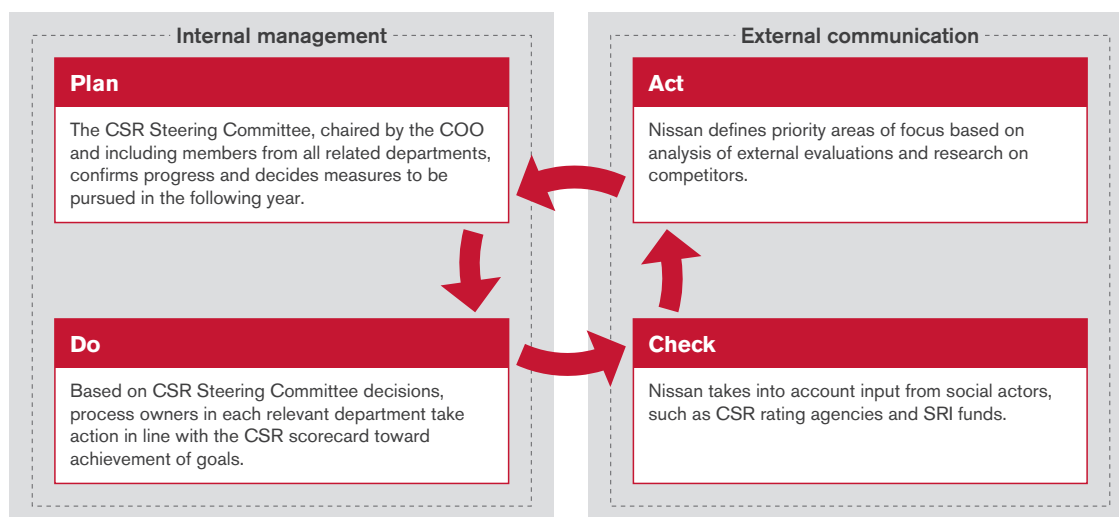 Internal management
Plan
The CSR Steering Committee, chaired by the COO
and including members from all related departments,
confirms progress and decides measures to be
pursued in the following year.
Do
Based on CSR Steering Committee decisions,
process owners in each relevant department take
action in line with the CSR scorecard toward
achievement of goals.
External communication
Act
Nissan defines priority areas of focus based on
analysis of external evaluations and research on
competitors.
Check
Nissan takes into account input from social actors,
such as CSR rating agencies and SRI funds.